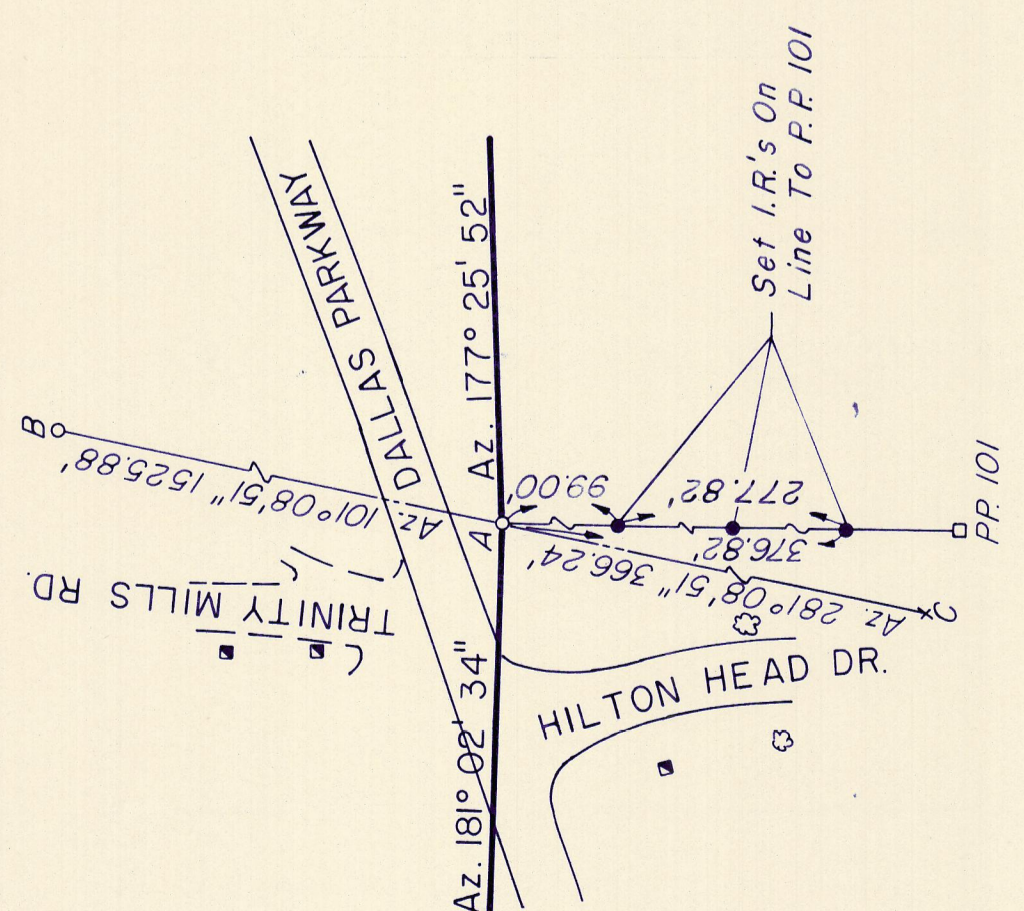 Set I.R.'s On
Line To P.P. 101
DALLAS PARKWAY
Az. 177° 25' 52"
B
Az. 101°08'51" 1525.88'
A
99.00'
277.82'
376.82'
PP. 101
Az. 281°08'51" 366.24'
C
TRINITY MILLS RD.
HILTON HEAD DR.
Az. 181° 02' 34"